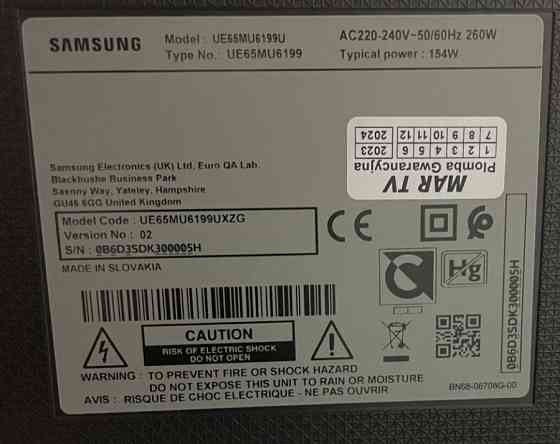 SAMSUNG
Model : UE65MU6199U
Type No.: UE65MU6199
AC220-240V~50/60Hz 260W
Typical power : 154W
MAR TV
Plomba Gwarancyjna
2023 1 2 3 4 5 6
2024 7 8 9 10 11 12
Samsung Electronics (UK) Ltd, Euro QA Lab.
Blackbushe Business Park
Saxony Way, Yateley, Hampshire
GU46 6GG United Kingdom
Model Code : UE65MU6199UXZG
Version No : 02
S/N : 0B6D3SDK300005H
MADE IN SLOVAKIA
CE
Hg
0B6D3SDK300005H
CAUTION
RISK OF ELECTRIC SHOCK
DO NOT OPEN
WARNING : TO PREVENT FIRE OR SHOCK HAZARD
DO NOT EXPOSE THIS UNIT TO RAIN OR MOISTURE
AVIS : RISQUE DE CHOC ELECTRIQUE - NE PAS OUVRIR
BN68-06708G-00